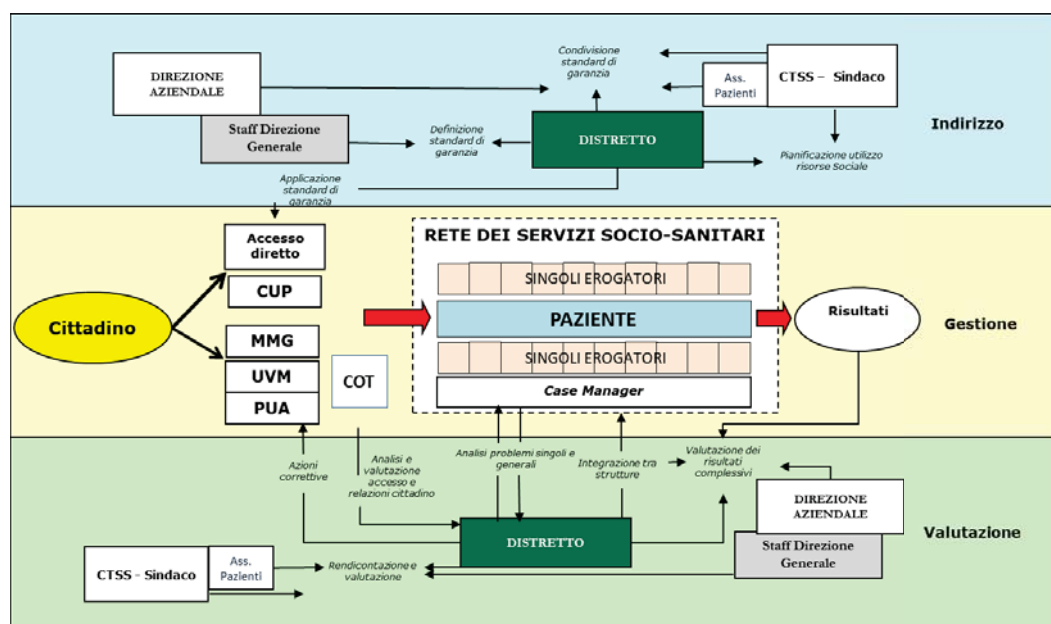 Condivisione
standard di
garanzia
DIREZIONE
AZIENDALE
Ass.
Pazienti
CTSS – Sindaco
Staff Direzione
Generale
Definizione
standard di
garanzia
DISTRETTO
Indirizzo
Pianificazione utilizzo
risorse Sociale
Applicazione
standard di
garanzia
Accesso
diretto
CUP
MMG
UVM
PUA
Cittadino
COT
RETE DEI SERVIZI SOCIO-SANITARI
SINGOLI EROGATORI
PAZIENTE
SINGOLI EROGATORI
Case Manager
Risultati
Gestione
Azioni
correttive
Analisi e
valutazione
accesso e
relazioni cittadino
Analisi problemi singoli e
generali
Integrazione tra
strutture
Valutazione dei
risultati
complessivi
DIREZIONE
AZIENDALE
Staff Direzione
Generale
Valutazione
DISTRETTO
CTSS – Sindaco
Ass.
Pazienti
Rendicontazione e
valutazione